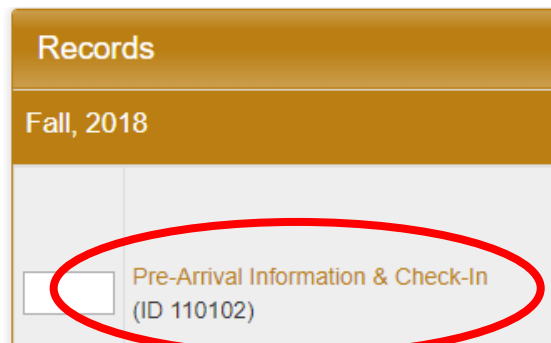 Records
Fall, 2018
Pre-Arrival Information & Check-In
(ID 110102)